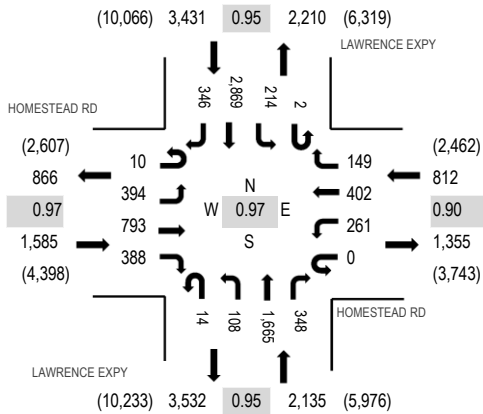 (10,066) 3,431 0.95 2,210 (6,319)
LAWRENCE EXPY
346 2,869 214 2
HOMESTEAD RD
(2,607) (2,462)
10 149
866 812
394 N 402
0.97 W 0.97 E 0.90
793 S 261
1,585 1,355
388 0
(4,398) (3,743)
14 108 1,665 348
HOMESTEAD RD
LAWRENCE EXPY
(10,233) 3,532 0.95 2,135 (5,976)